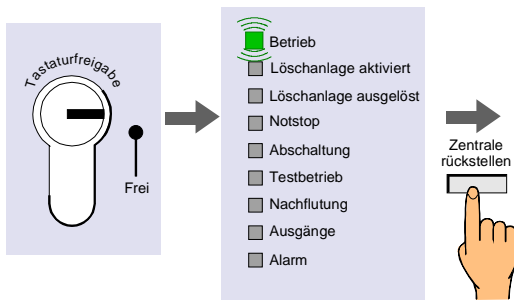 Tastaturfreigabe
Frei
Betrieb
Löschanlage aktiviert
Löschanlage ausgelöst
Notstop
Abschaltung
Testbetrieb
Nachflutung
Ausgänge
Alarm
Zentrale
rückstellen